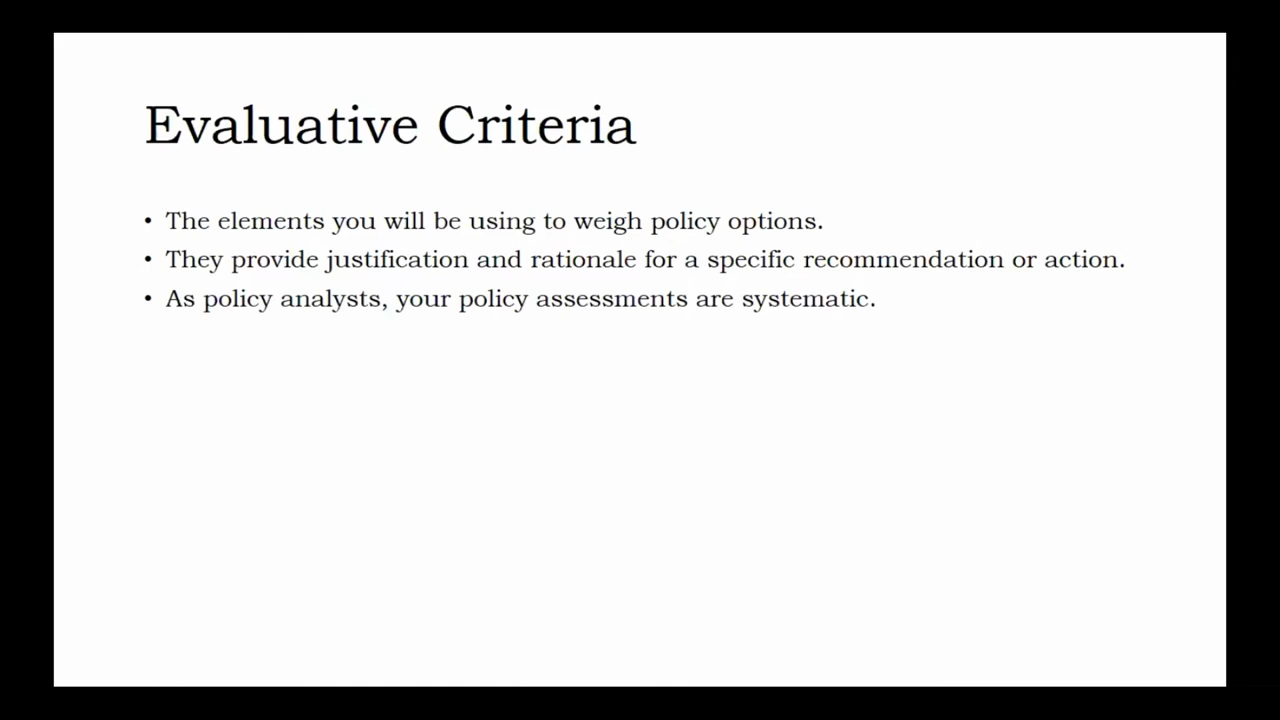 Evaluative Criteria
• The elements you will be using to weigh policy options.
• They provide justification and rationale for a specific recommendation or action.
• As policy analysts, your policy assessments are systematic.